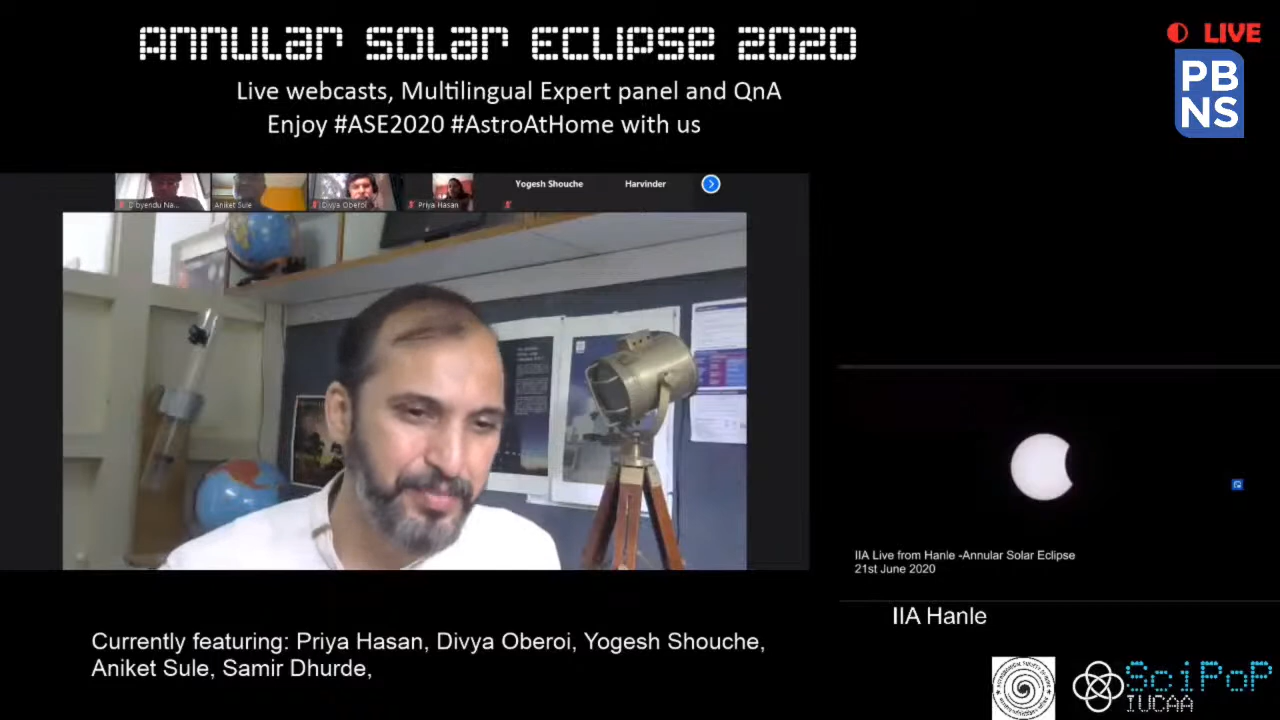 ANNULAR SOLAR ECLIPSE 2020
LIVE
PB
NS
Live webcasts, Multilingual Expert panel and QnA
Enjoy #ASE2020 #AstroAtHome with us
Dibyendu Na...
Aniket Sule
Divya Oberoi
Priya Hasan
Yogesh Shouche
Harvinder
IIA Live from Hanle -Annular Solar Eclipse
21st June 2020
IIA Hanle
Currently featuring: Priya Hasan, Divya Oberoi, Yogesh Shouche,
Aniket Sule, Samir Dhurde,
SciPoP
IUCAA